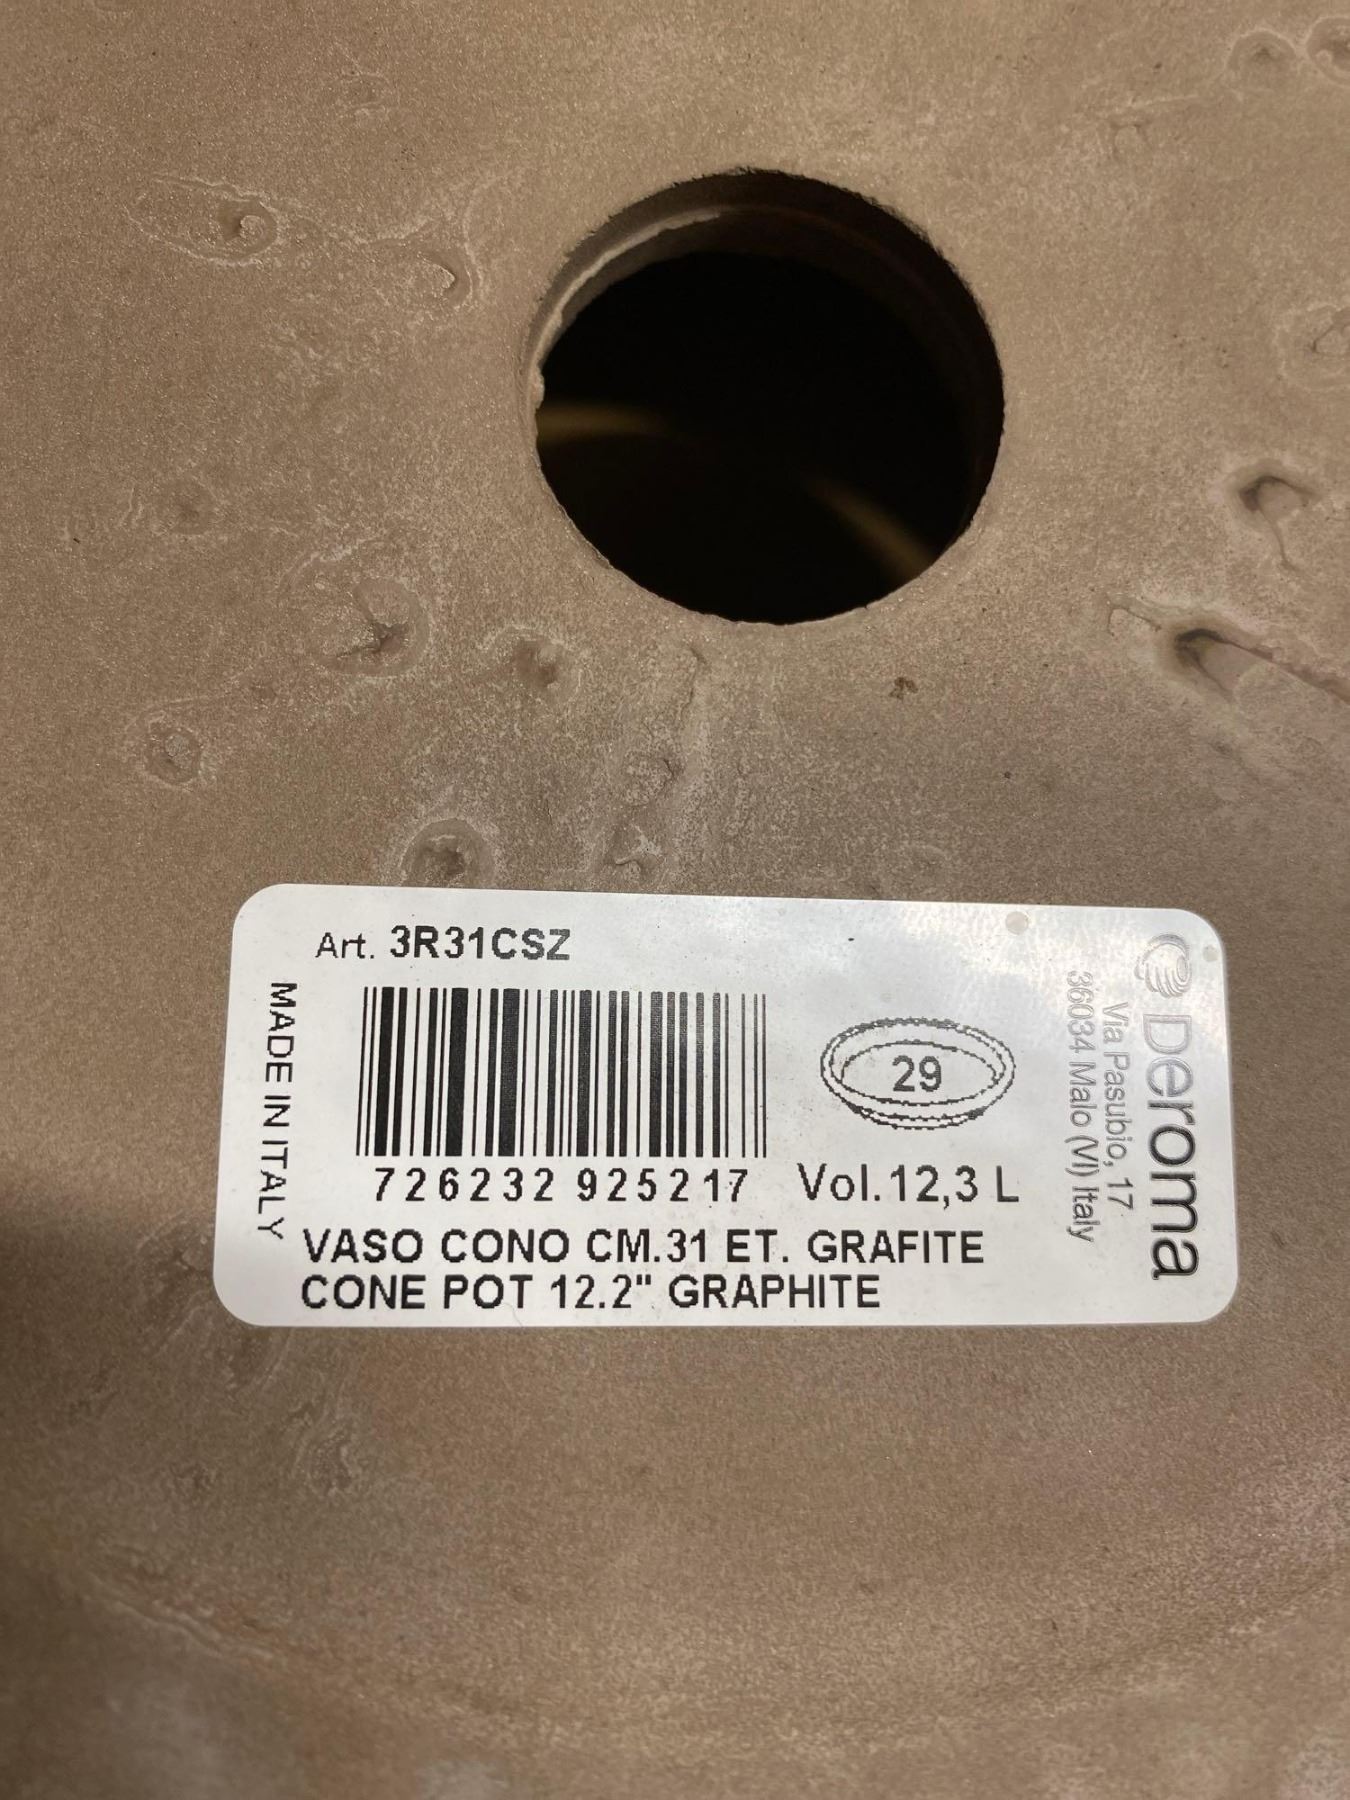 Art. 3R31CSZ
MADE IN ITALY
726232 925217
29
Vol.12,3 L
VASO CONO CM.31 ET. GRAFITE
CONE POT 12.2" GRAPHITE
Deroma
Via Pasubio, 17
36034 Malo (VI) Italy